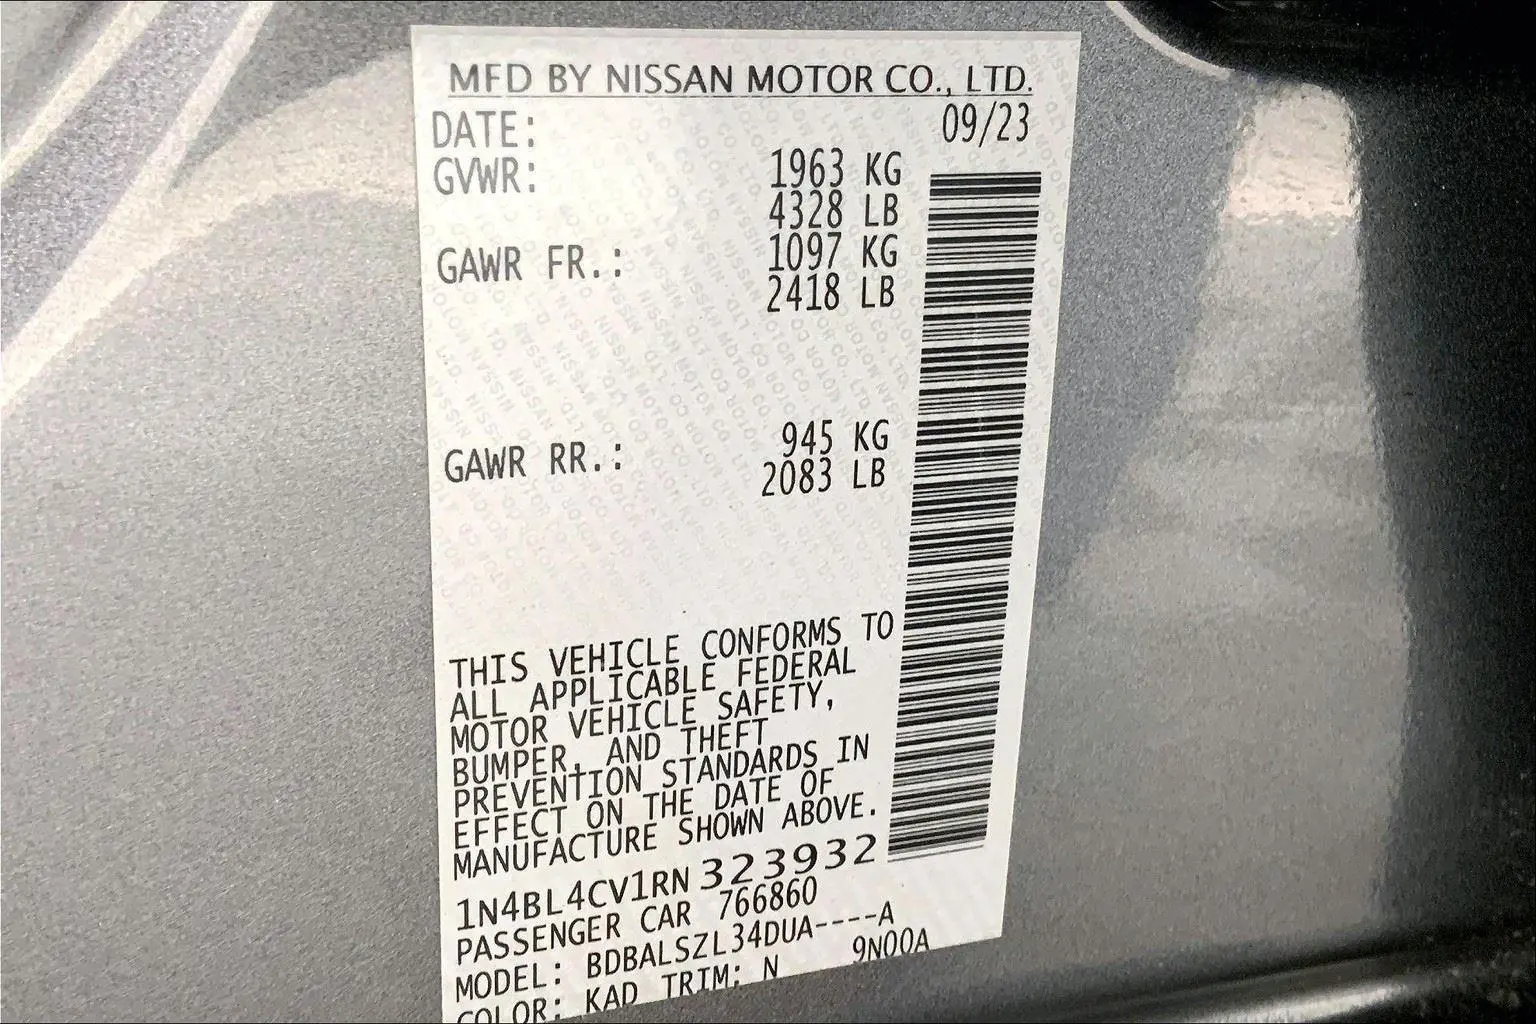 MFD BY NISSAN MOTOR CO., LTD.
DATE: 09/23
GVWR: 1963 KG
4328 LB
GAWR FR.: 1097 KG
2418 LB
GAWR RR.: 945 KG
2083 LB
THIS VEHICLE CONFORMS TO
ALL APPLICABLE FEDERAL
MOTOR VEHICLE SAFETY,
BUMPER, AND THEFT
PREVENTION STANDARDS IN
EFFECT ON THE DATE OF
MANUFACTURE SHOWN ABOVE.
1N4BL4CV1RN323932
PASSENGER CAR 766860
MODEL: BDBALSZL34DUA----A
COLOR: KAD TRIM: N 9N00A